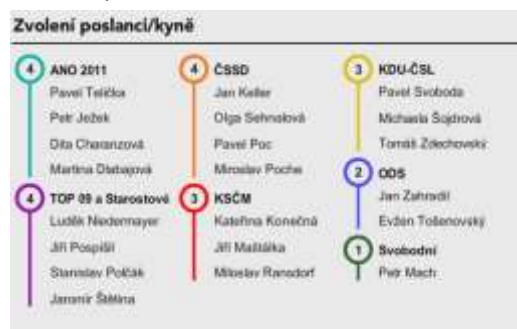 Zvolení poslanci/kyně
4 ANO 2011
Pavel Telička
Petr Ježek
Dita Charanzová
Martina Dlabajová
4 TOP 09 a Starostové
Luděk Niedermayer
Jiří Pospíšil
Stanislav Polčák
Jaromír Štětina
4 ČSSD
Jan Keller
Olga Sehnalová
Pavel Poc
Miroslav Poche
3 KSČM
Kateřina Konečná
Jiří Maštálka
Miloslav Ransdorf
3 KDU-ČSL
Pavel Svoboda
Michaela Šojdrová
Tomáš Zdechovský
2 ODS
Jan Zahradil
Evžen Tošenovský
1 Svobodní
Petr Mach